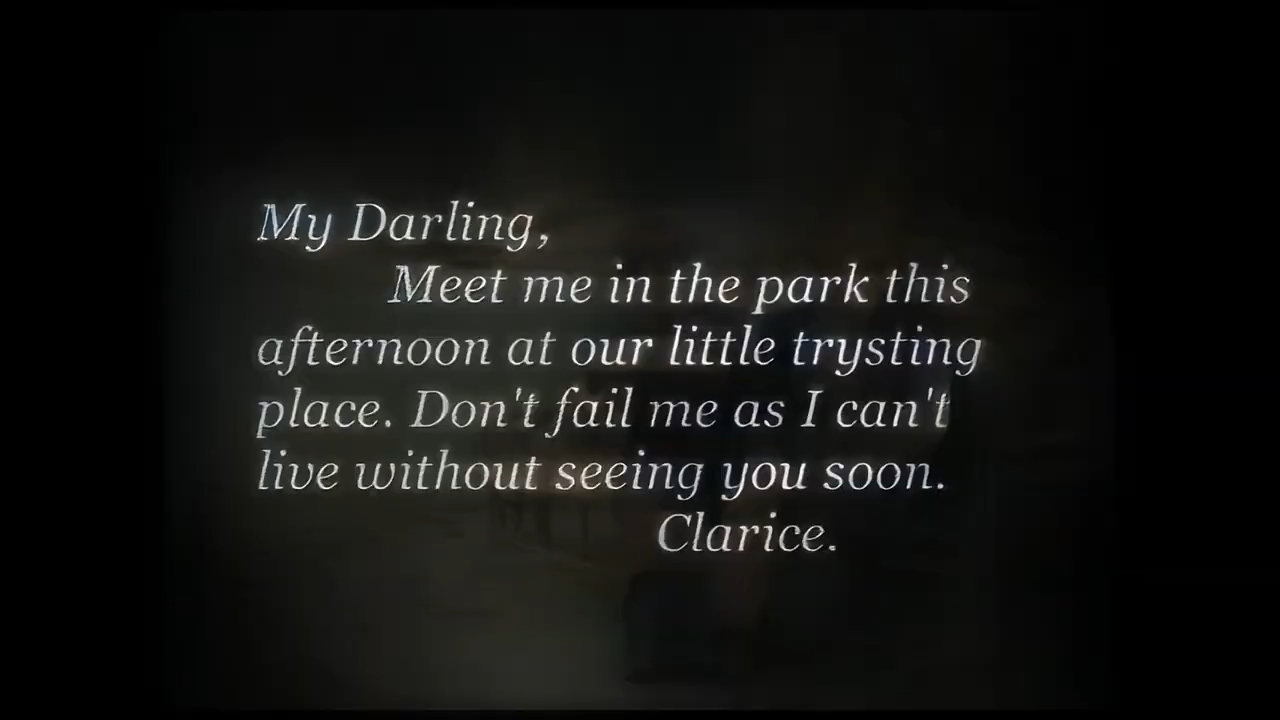 My Darling,
Meet me in the park this
afternoon at our little trysting
place. Don't fail me as I can't
live without seeing you soon.
Clarice.